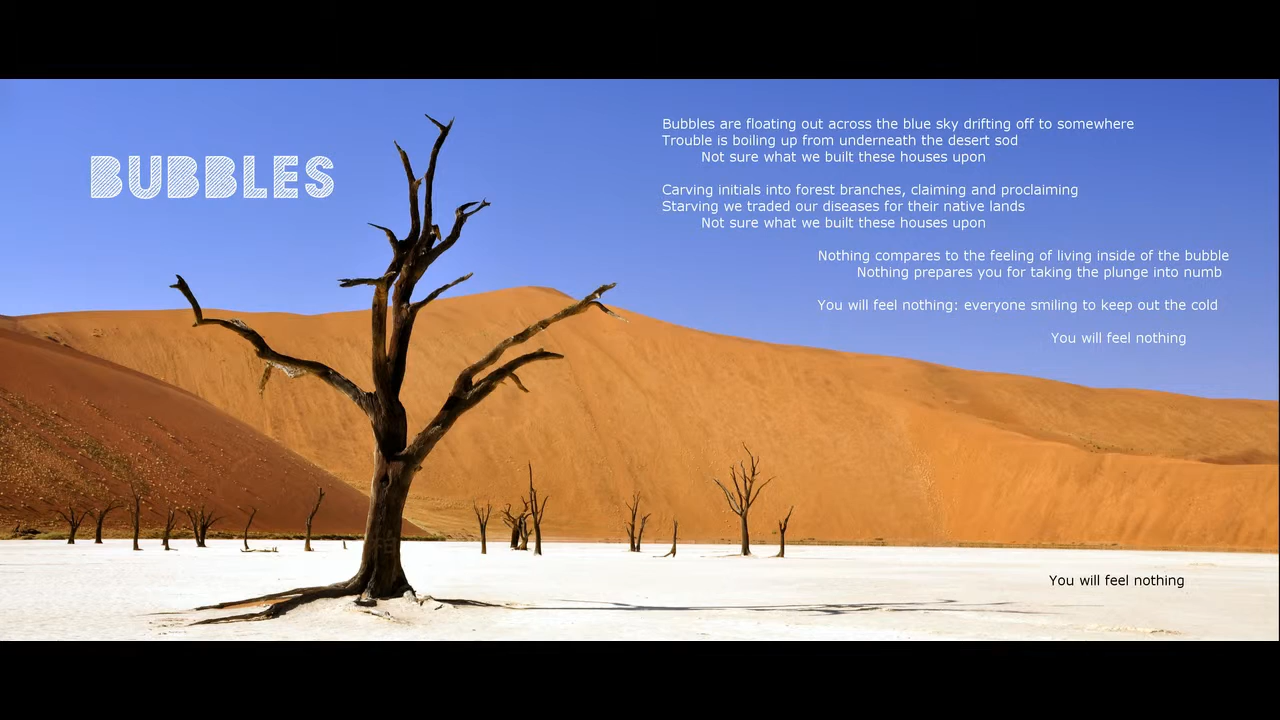 BUBBLES
Bubbles are floating out across the blue sky drifting off to somewhere
Trouble is boiling up from underneath the desert sod
Not sure what we built these houses upon
Carving initials into forest branches, claiming and proclaiming
Starving we traded our diseases for their native lands
Not sure what we built these houses upon
Nothing compares to the feeling of living inside of the bubble
Nothing prepares you for taking the plunge into numb
You will feel nothing: everyone smiling to keep out the cold
You will feel nothing
You will feel nothing